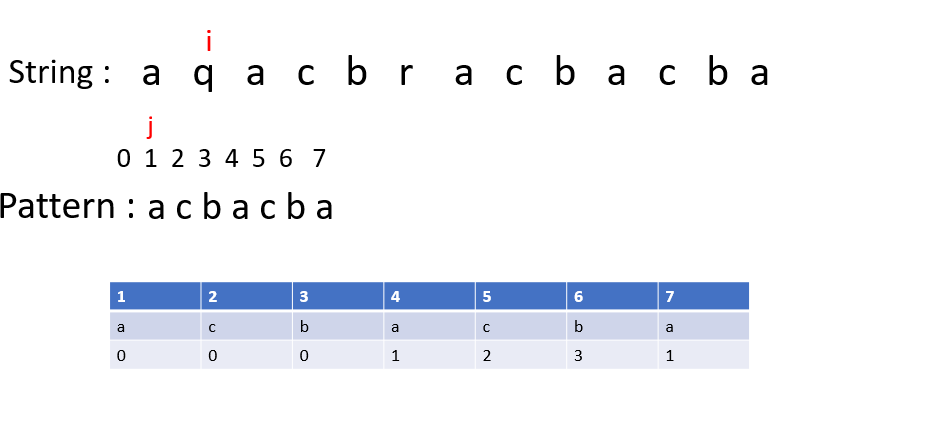 i
String : a q a c b r a c b a c b a
j
0 1 2 3 4 5 6 7
Pattern : a c b a c b a
1 2 3 4 5 6 7
a c b a c b a
0 0 0 1 2 3 1